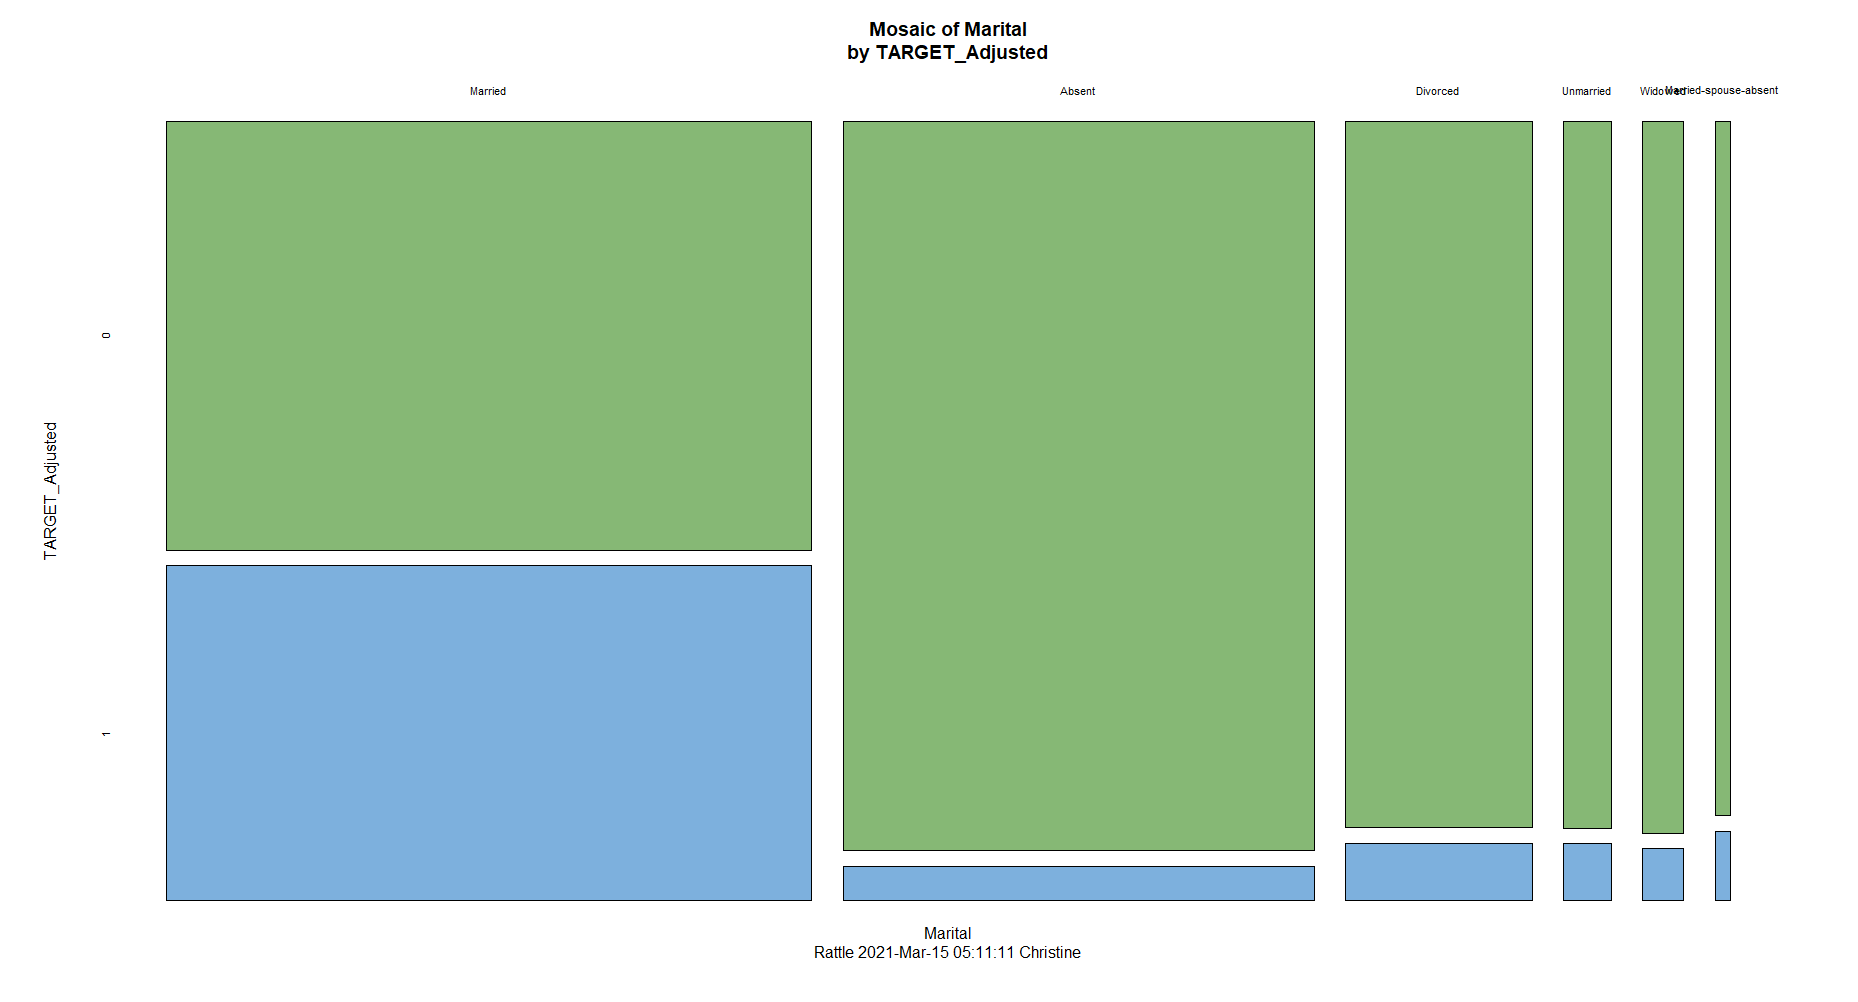 Mosaic of Marital
by TARGET_Adjusted
Married Absent Divorced Unmarried Widowed Married-spouse-absent
TARGET_Adjusted
0
1
Marital
Rattle 2021-Mar-15 05:11:11 Christine